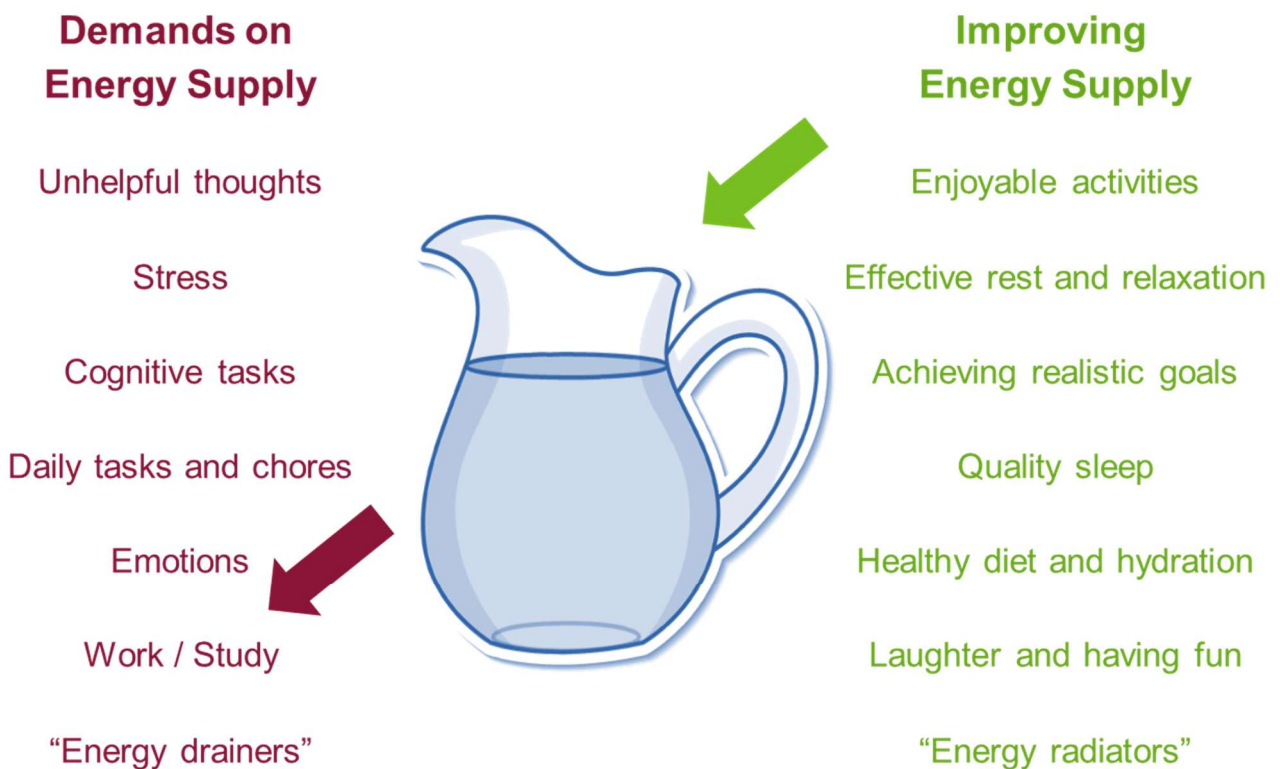 Demands on
Energy Supply
Unhelpful thoughts
Stress
Cognitive tasks
Daily tasks and chores
Emotions
Work / Study
“Energy drainers”
Improving
Energy Supply
Enjoyable activities
Effective rest and relaxation
Achieving realistic goals
Quality sleep
Healthy diet and hydration
Laughter and having fun
“Energy radiators”